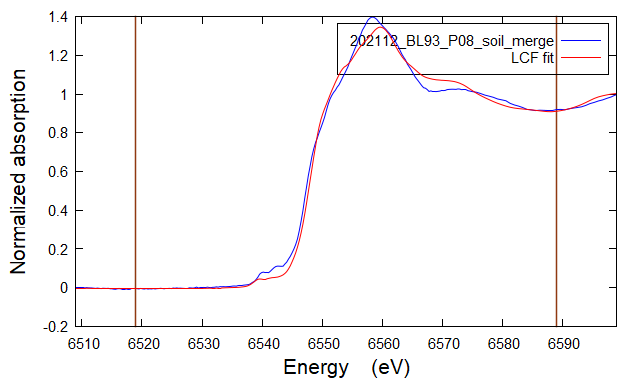 1.4
1.2
1
0.8
0.6
0.4
0.2
0
-0.2
Normalized absorption
202112_BL93_P08_soil_merge
LCF fit
6510 6520 6530 6540 6550 6560 6570 6580 6590
Energy (eV)